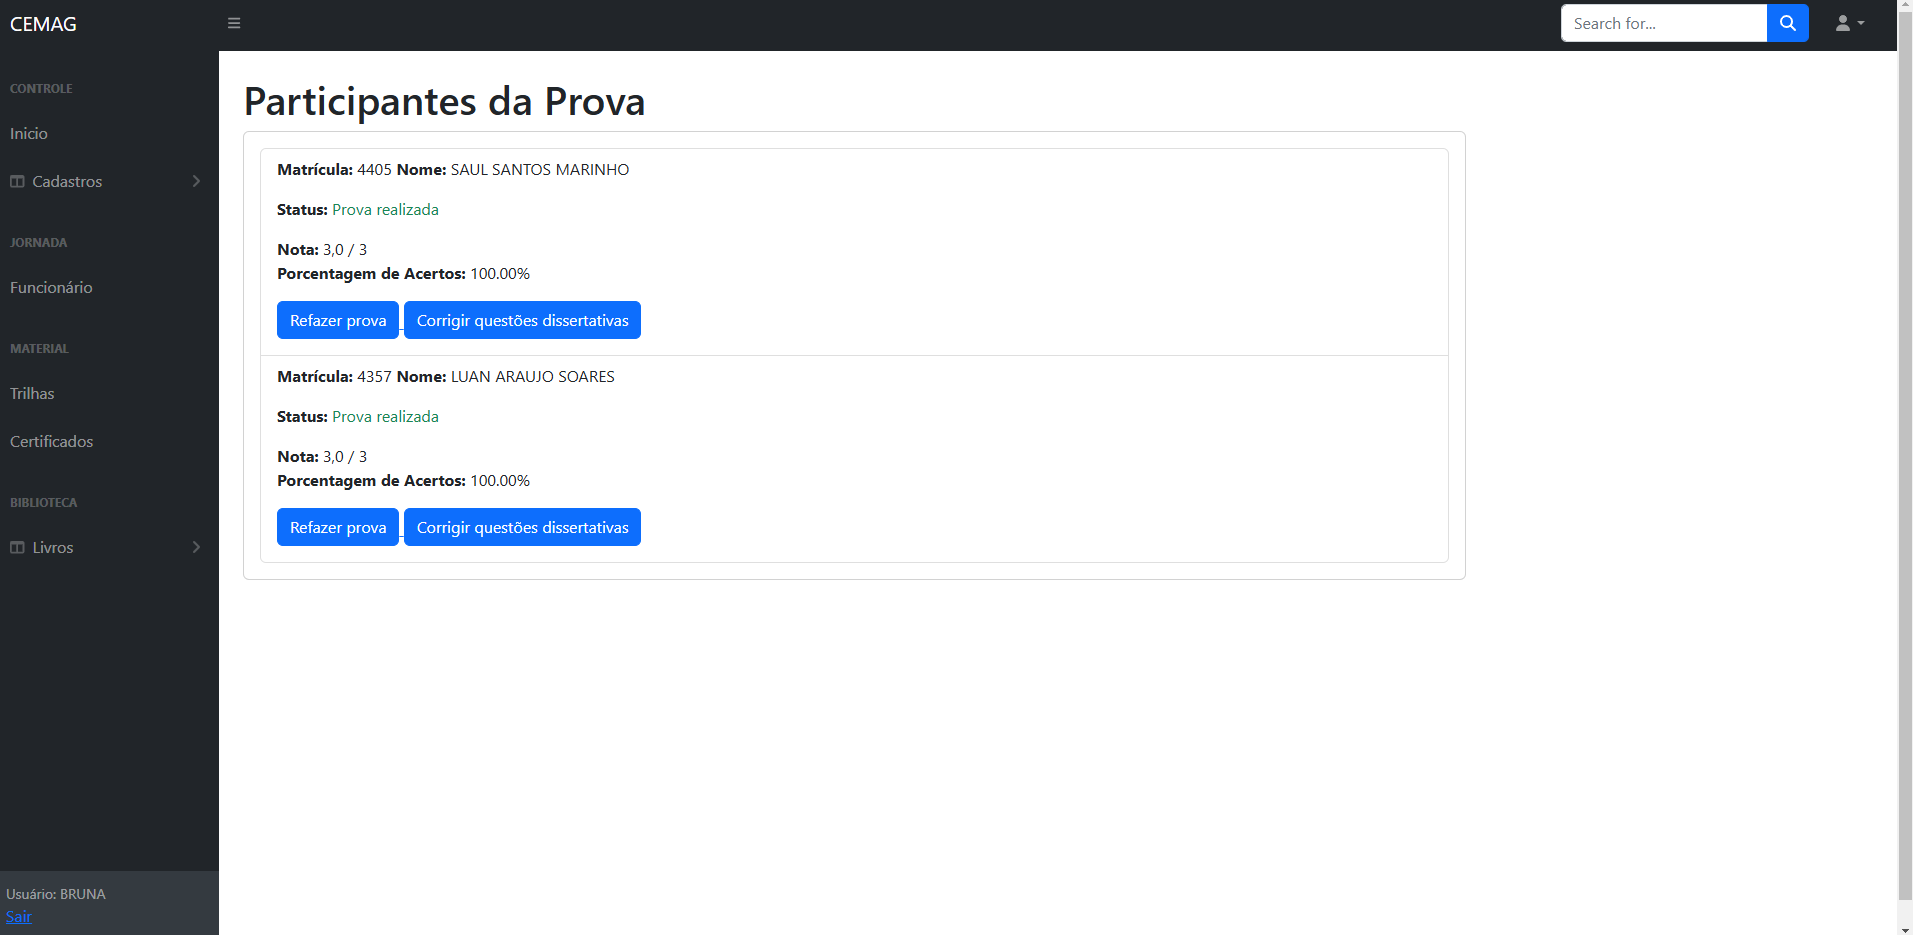 CEMAG
Search for...
CONTROLE
Inicio
Cadastros
JORNADA
Funcionário
MATERIAL
Trilhas
Certificados
BIBLIOTECA
Livros
Usuário: BRUNA
Sair
Participantes da Prova
Matrícula: 4405 Nome: SAUL SANTOS MARINHO
Status: Prova realizada
Nota: 3,0 / 3
Porcentagem de Acertos: 100.00%
Refazer prova Corrigir questões dissertativas
Matrícula: 4357 Nome: LUAN ARAUJO SOARES
Status: Prova realizada
Nota: 3,0 / 3
Porcentagem de Acertos: 100.00%
Refazer prova Corrigir questões dissertativas